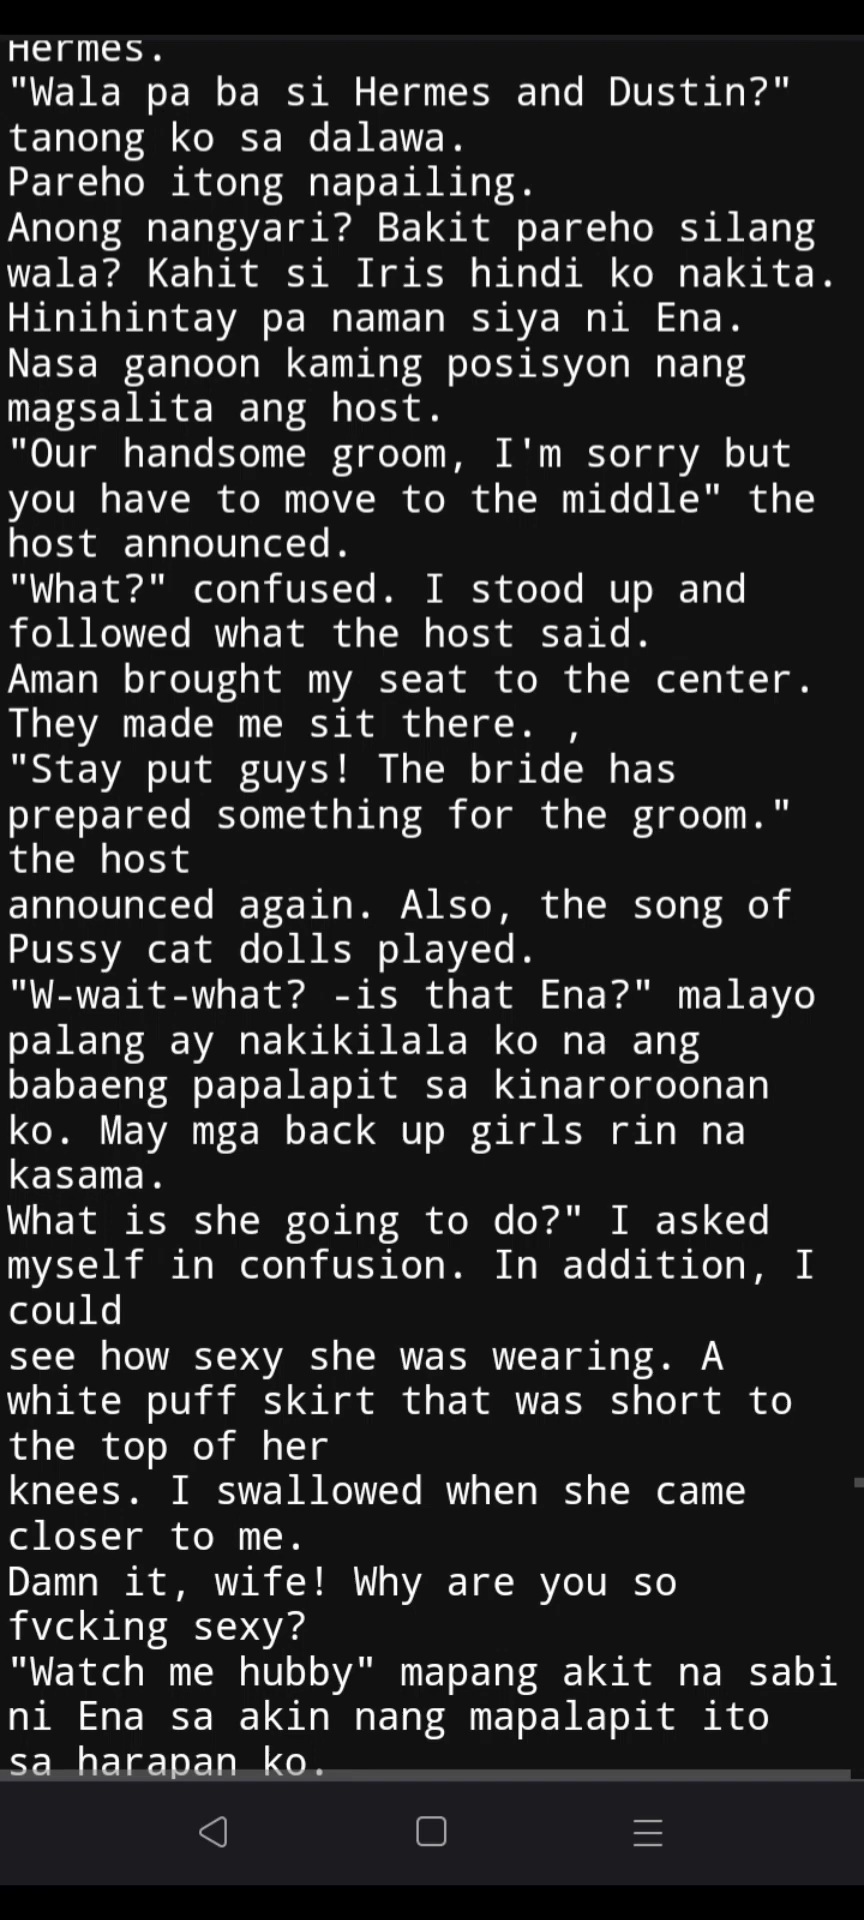 Hermes.
"Wala pa ba si Hermes and Dustin?"
tanong ko sa dalawa.
Pareho itong napailing.
Anong nangyari? Bakit pareho silang
wala? Kahit si Iris hindi ko nakita.
Hinihintay pa naman siya ni Ena.
Nasa ganoon kaming posisyon nang
magsalita ang host.
"Our handsome groom, I'm sorry but
you have to move to the middle" the
host announced.
"What?" confused. I stood up and
followed what the host said.
Aman brought my seat to the center.
They made me sit there. ,
"Stay put guys! The bride has
prepared something for the groom."
the host
announced again. Also, the song of
Pussy cat dolls played.
"W-wait-what? -is that Ena?" malayo
palang ay nakikilala ko na ang
babaeng papalapit sa kinaroroonan
ko. May mga back up girls rin na
kasama.
What is she going to do?" I asked
myself in confusion. In addition, I
could
see how sexy she was wearing. A
white puff skirt that was short to
the top of her
knees. I swallowed when she came
closer to me.
Damn it, wife! Why are you so
fvcking sexy?
"Watch me hubby" mapang akit na sabi
ni Ena sa akin nang mapalapit ito
sa harapan ko.